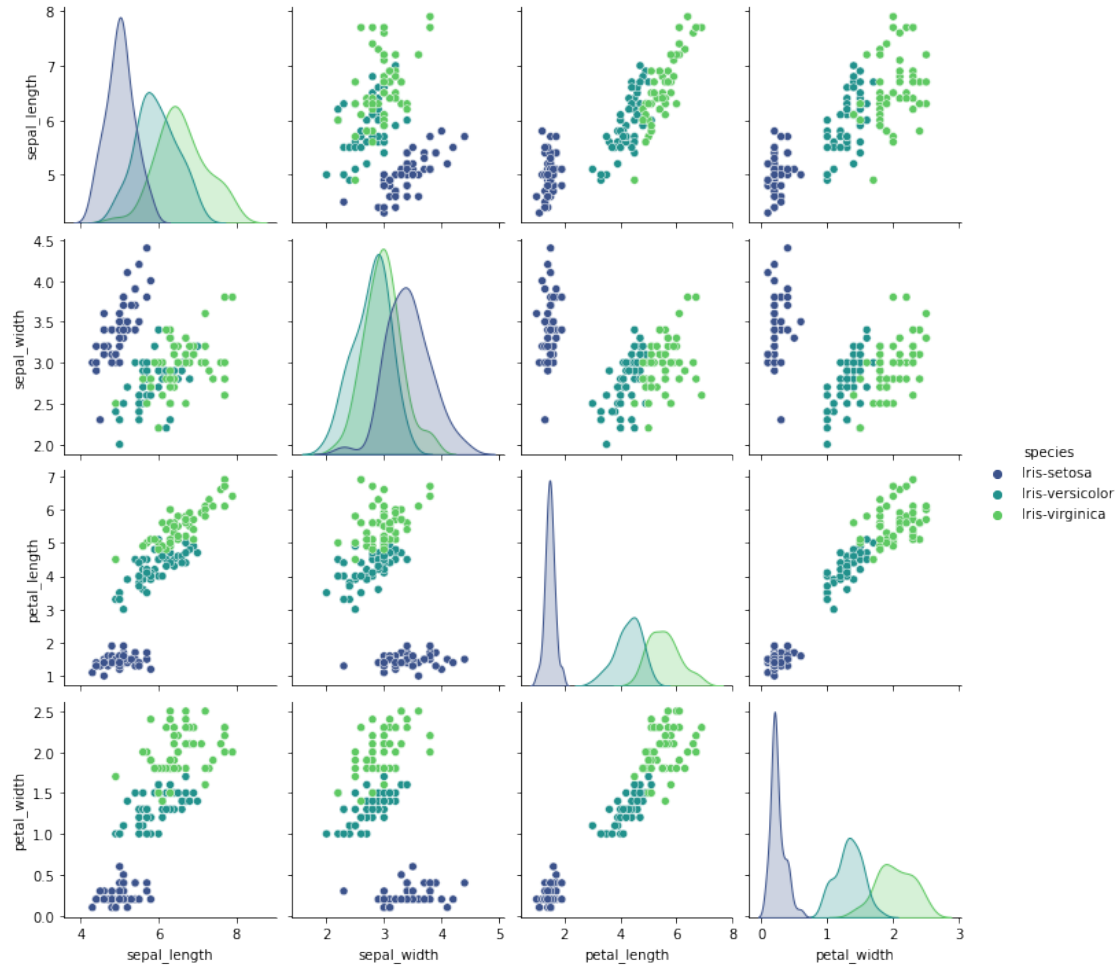 8
7
6
5
sepal_length
4.5
4.0
3.5
3.0
2.5
2.0
sepal_width
species
Iris-setosa
Iris-versicolor
Iris-virginica
7
6
5
4
3
2
1
petal_length
2.5
2.0
1.5
1.0
0.5
0.0
petal_width
4 6 8
sepal_length
2 3 4 5
sepal_width
2 4 6 8
petal_length
0 1 2 3
petal_width